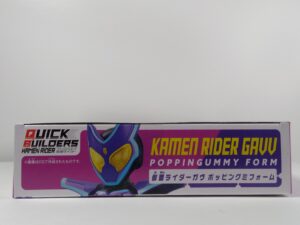 QUICK
BUILDERS
KAMEN RIDER
KAMEN RIDER GAVV
POPPINGUMMY FORM
仮面ライダーガヴ ポッピングミフォーム